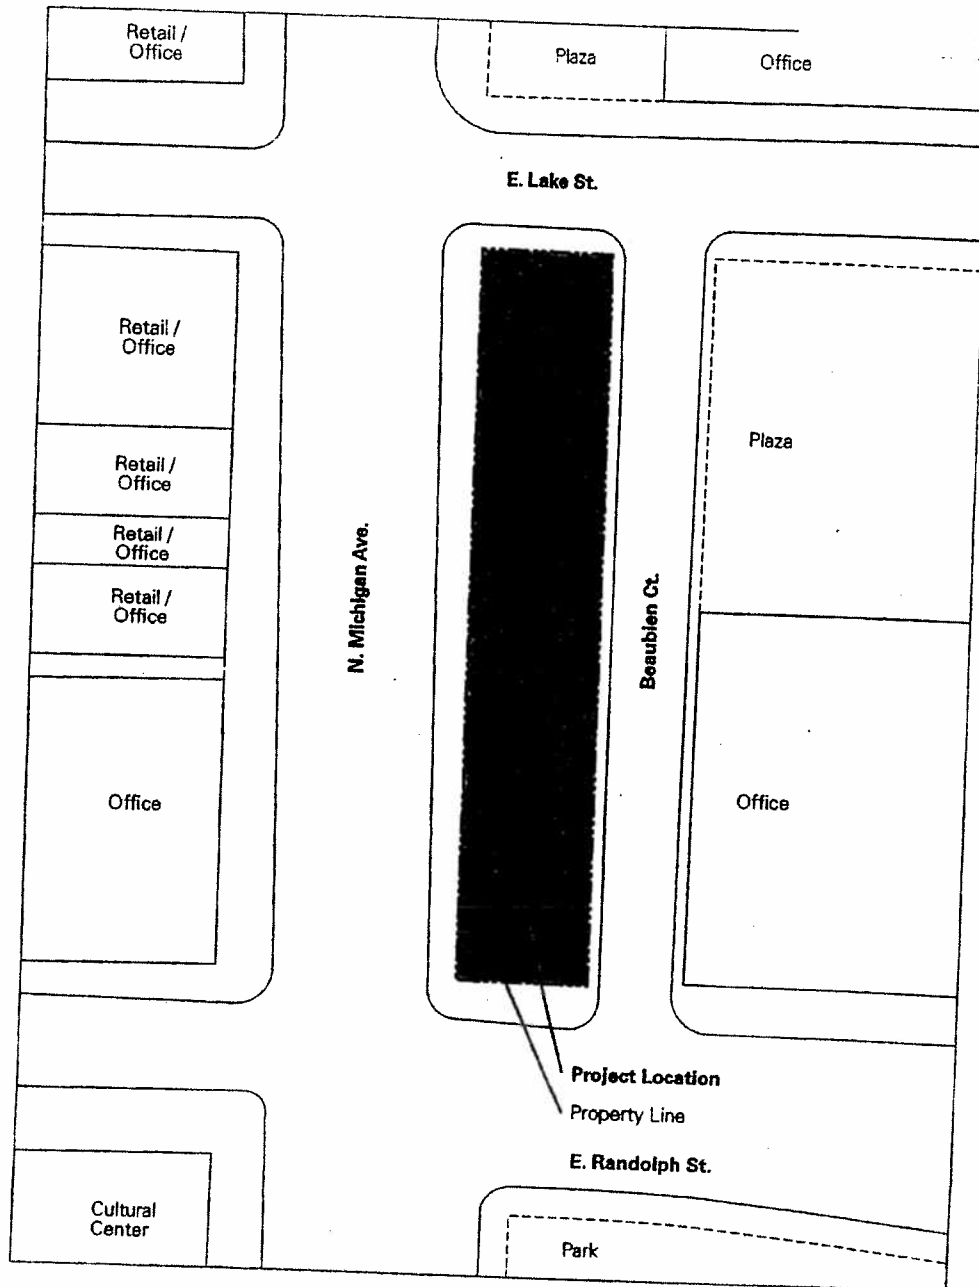 Retail /
Office
Plaza
Office
E. Lake St.
Retail /
Office
Plaza
Retail /
Office
Retail /
Office
Retail /
Office
N. Michigan Ave.
Beaubien Ct.
Office
Office
Project Location
Property Line
E. Randolph St.
Cultural
Center
Park